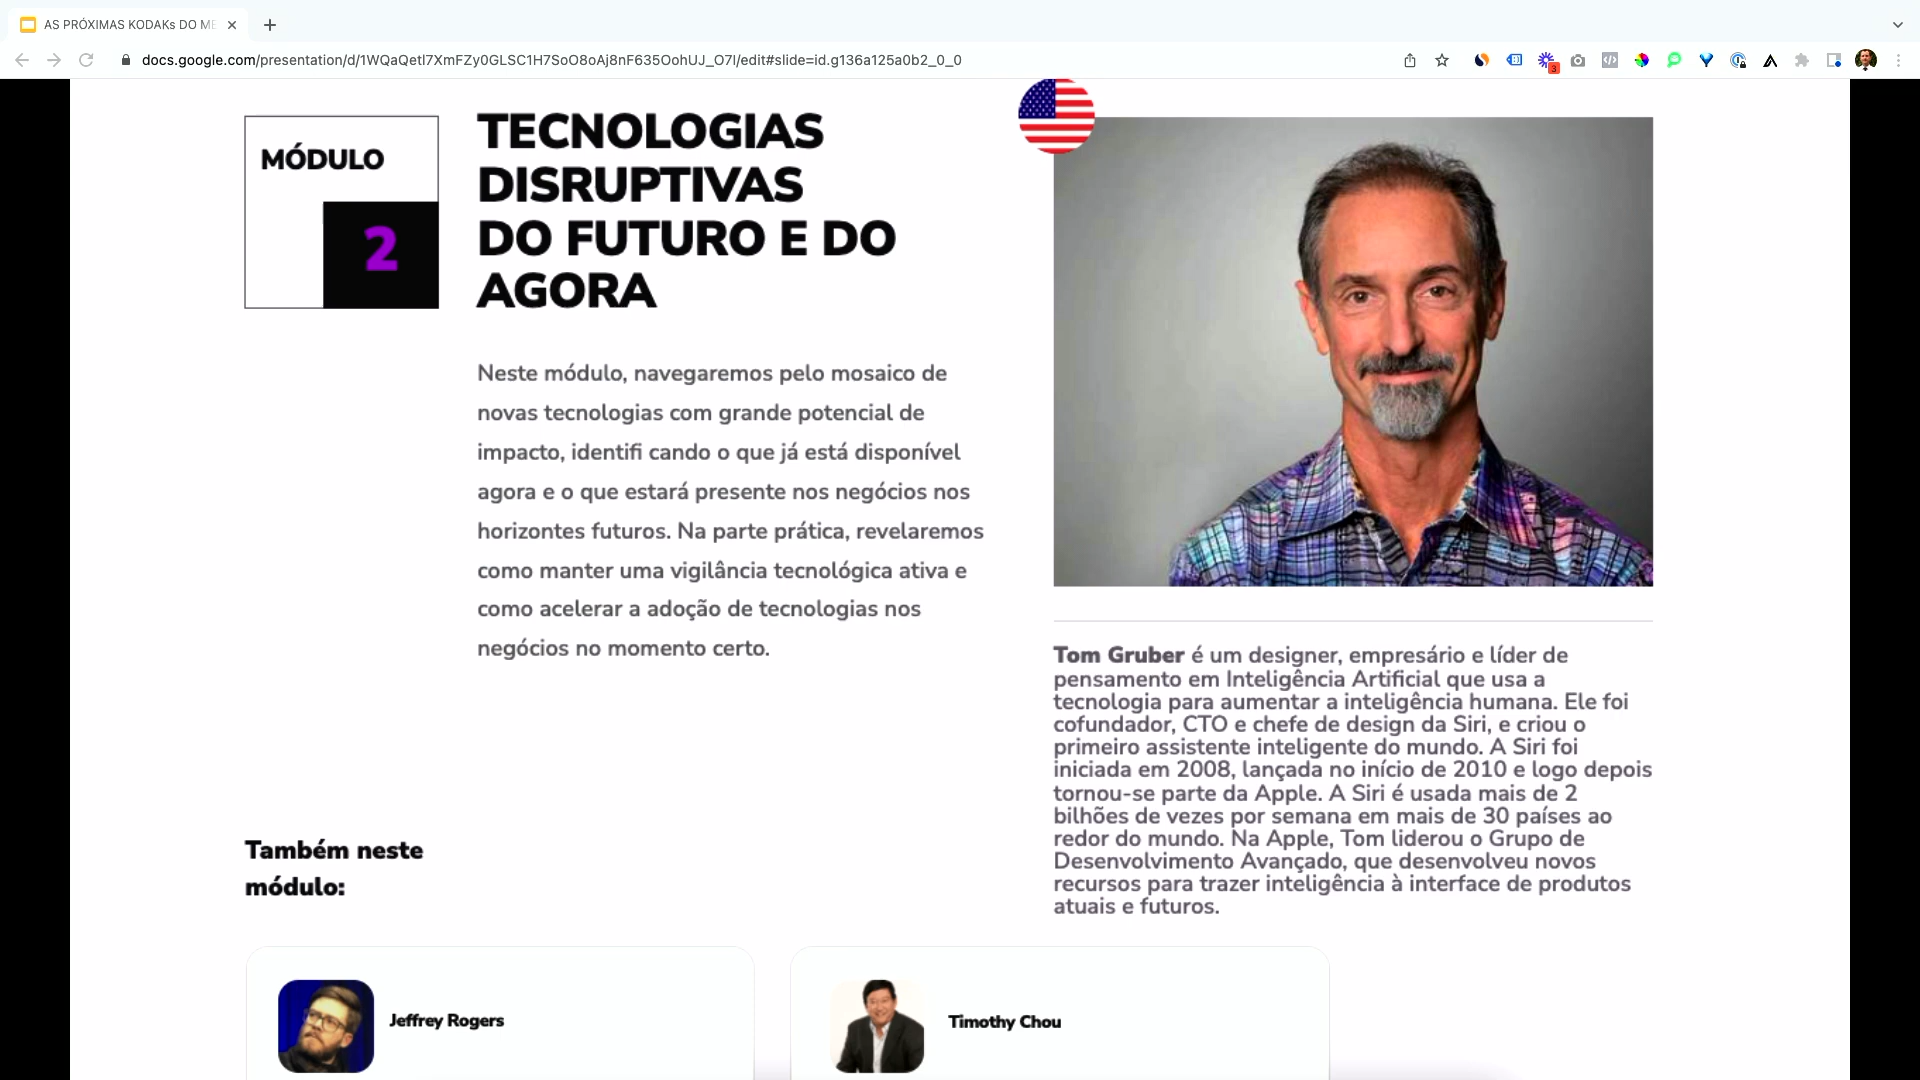 AS PRÓXIMAS KODAKs DO ME
docs.google.com/presentation/d/1WQaQetl7XmFZy0GLSC1H7SoO8oAj8nF635OohUJ_O7I/edit#slide=id.g136a125a0b2_0_0
3
MÓDULO
2
TECNOLOGIAS
DISRUPTIVAS
DO FUTURO E DO
AGORA
Neste módulo, navegaremos pelo mosaico de
novas tecnologias com grande potencial de
impacto, identifi cando o que já está disponível
agora e o que estará presente nos negócios nos
horizontes futuros. Na parte prática, revelaremos
como manter uma vigilância tecnológica ativa e
como acelerar a adoção de tecnologias nos
negócios no momento certo.
Tom Gruber é um designer, empresário e líder de
pensamento em Inteligência Artificial que usa a
tecnologia para aumentar a inteligência humana. Ele foi
cofundador, CTO e chefe de design da Siri, e criou o
primeiro assistente inteligente do mundo. A Siri foi
iniciada em 2008, lançada no início de 2010 e logo depois
tornou-se parte da Apple. A Siri é usada mais de 2
bilhões de vezes por semana em mais de 30 países ao
redor do mundo. Na Apple, Tom liderou o Grupo de
Desenvolvimento Avançado, que desenvolveu novos
recursos para trazer inteligência à interface de produtos
atuais e futuros.
Também neste
módulo:
Jeffrey Rogers
Timothy Chou